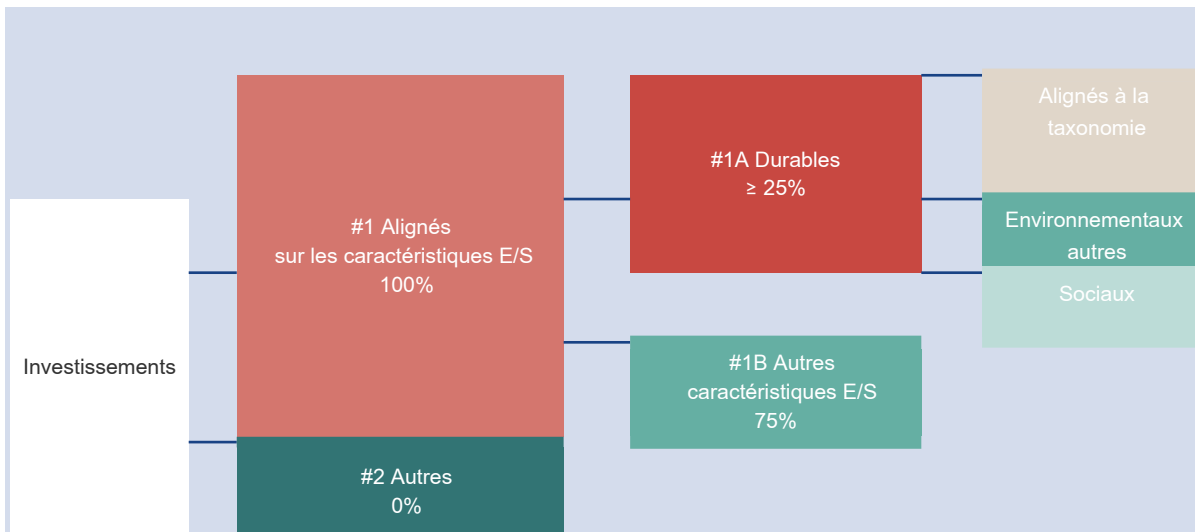 Investissements
#1 Alignés
sur les caractéristiques E/S
100%
#2 Autres
0%
#1A Durables
≥ 25%
#1B Autres
caractéristiques E/S
75%
Alignés à la
taxonomie
Environnementaux
autres
Sociaux